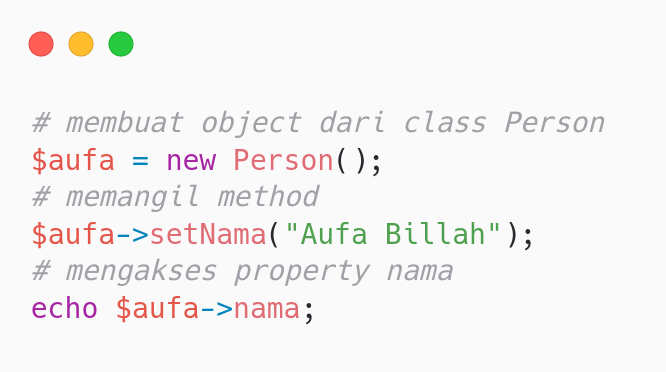 # membuat object dari class Person
$aufa = new Person();
# memangil method
$aufa->setNama("Aufa Billah");
# mengakses property nama
echo $aufa->nama;